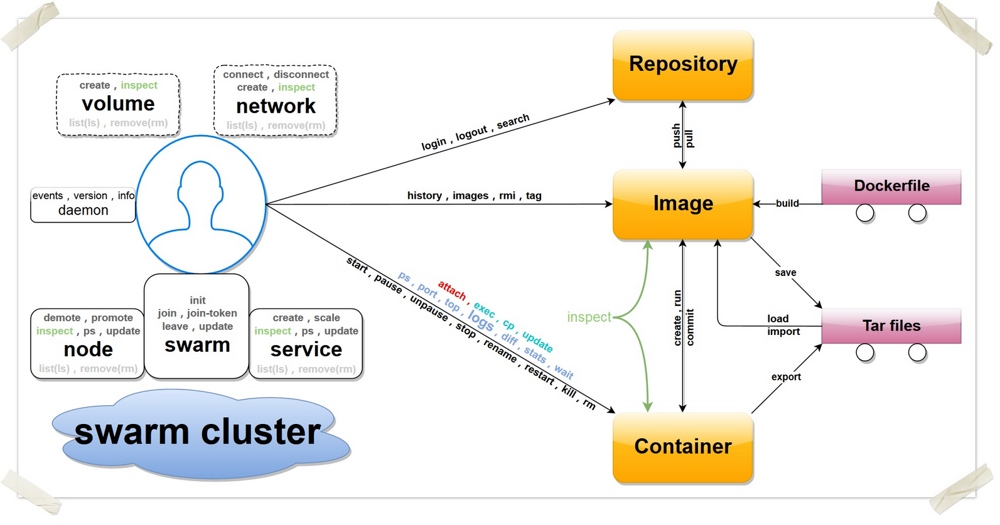 create , inspect
volume
list(ls) , remove(rm)
connect , disconnect
create , inspect
network
list(ls) , remove(rm)
events , version , info
daemon
init
join , join-token
leave , update
swarm
demote , promote
inspect , ps , update
node
list(ls) , remove(rm)
create , scale
inspect , ps , update
service
list(ls) , remove(rm)
swarm cluster
login , logout , search
history , images , rmi , tag
attach , exec , cp , update
ps , port , top , logs , diff , stats , wait
start , pause , unpause , stop , rename , restart , kill , rm
Repository
push
pull
Image
build
Dockerfile
inspect
create , run
commit
save
load
import
Tar files
export
Container